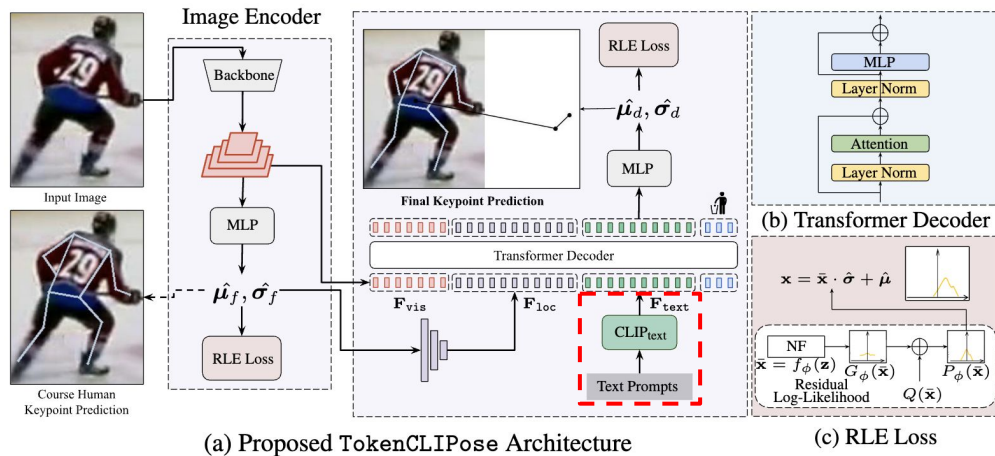 Image Encoder
Backbone
29
Input Image
MLP
μ̂_f, σ̂_f
RLE Loss
29
Course Human
Keypoint Prediction
RLE Loss
μ̂_d, σ̂_d
MLP
29
Final Keypoint Prediction
Transformer Decoder
F_vis
F_loc
F_text
CLIP_text
Text Prompts
(a) Proposed TokenCLIPose Architecture
MLP
Layer Norm
Attention
Layer Norm
(b) Transformer Decoder
x = x̄ · σ̂ + μ̂
NF
x̄ = f_ϕ(z)
G_ϕ(x̄)
P_ϕ(x̄)
Residual
Log-Likelihood
Q(x̄)
(c) RLE Loss